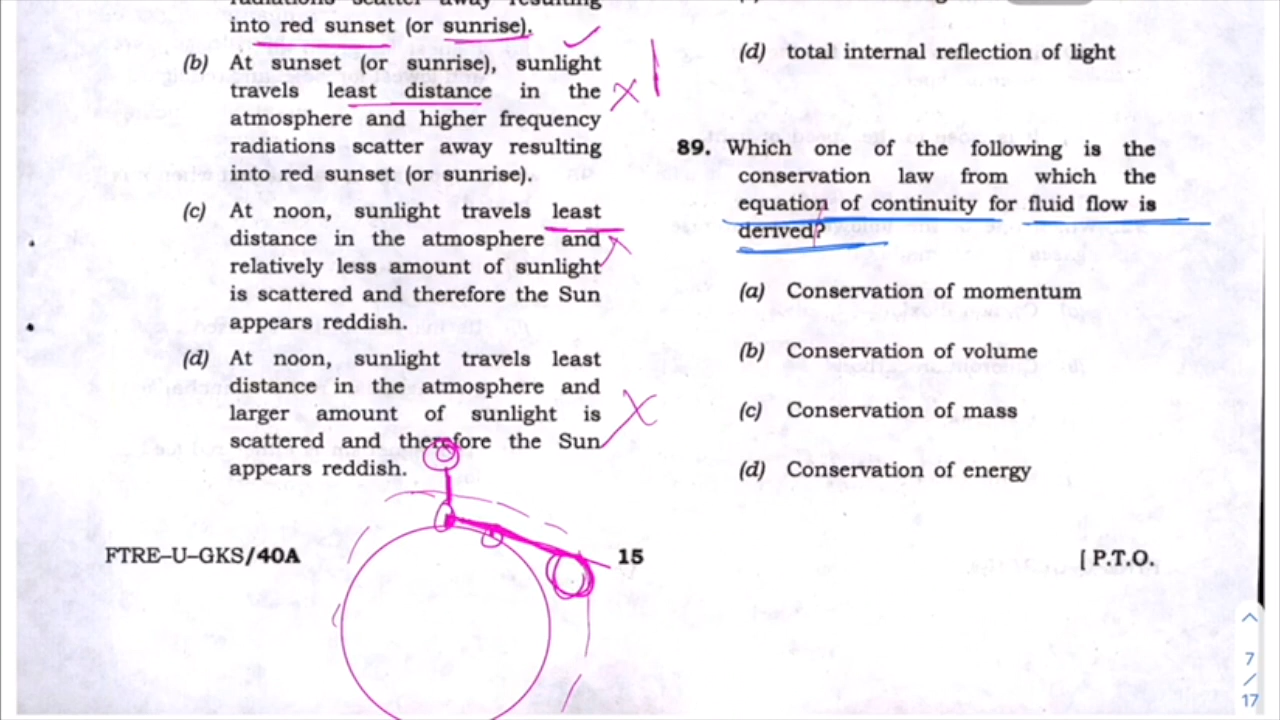 into red sunset (or sunrise).
(b) At sunset (or sunrise), sunlight
travels least distance in the
atmosphere and higher frequency
radiations scatter away resulting
into red sunset (or sunrise).
(c) At noon, sunlight travels least
distance in the atmosphere and
relatively less amount of sunlight
is scattered and therefore the Sun
appears reddish.
(d) At noon, sunlight travels least
distance in the atmosphere and
larger amount of sunlight is
scattered and therefore the Sun
appears reddish.
FTRE–U–GKS/40A
15
(d) total internal reflection of light
89. Which one of the following is the
conservation law from which the
equation of continuity for fluid flow is
derived?
(a) Conservation of momentum
(b) Conservation of volume
(c) Conservation of mass
(d) Conservation of energy
[ P.T.O.
7
/
17